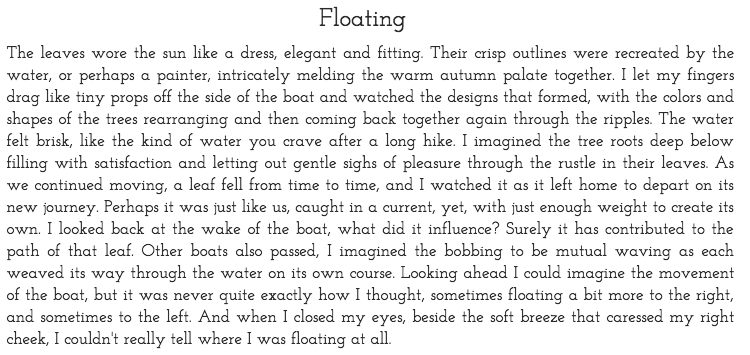 Floating
The leaves wore the sun like a dress, elegant and fitting. Their crisp outlines were recreated by the
water, or perhaps a painter, intricately melding the warm autumn palate together. I let my fingers
drag like tiny props off the side of the boat and watched the designs that formed, with the colors and
shapes of the trees rearranging and then coming back together again through the ripples. The water
felt brisk, like the kind of water you crave after a long hike. I imagined the tree roots deep below
filling with satisfaction and letting out gentle sighs of pleasure through the rustle in their leaves. As
we continued moving, a leaf fell from time to time, and I watched it as it left home to depart on its
new journey. Perhaps it was just like us, caught in a current, yet, with just enough weight to create its
own. I looked back at the wake of the boat, what did it influence? Surely it has contributed to the
path of that leaf. Other boats also passed, I imagined the bobbing to be mutual waving as each
weaved its way through the water on its own course. Looking ahead I could imagine the movement
of the boat, but it was never quite exactly how I thought, sometimes floating a bit more to the right,
and sometimes to the left. And when I closed my eyes, beside the soft breeze that caressed my right
cheek, I couldn't really tell where I was floating at all.